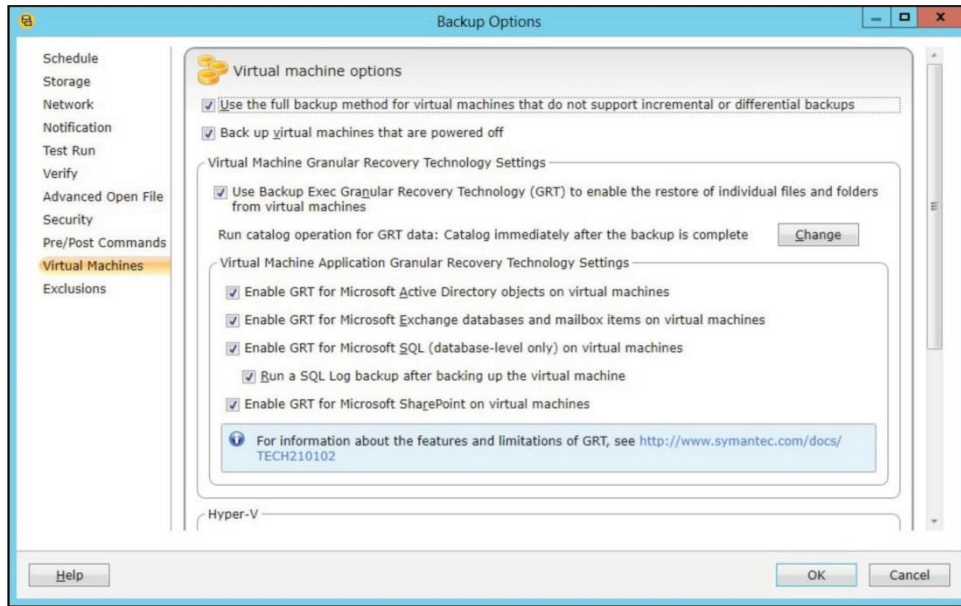 Backup Options
Schedule
Storage
Network
Notification
Test Run
Verify
Advanced Open File
Security
Pre/Post Commands
Virtual Machines
Exclusions
Virtual machine options
Use the full backup method for virtual machines that do not support incremental or differential backups
Back up virtual machines that are powered off
Virtual Machine Granular Recovery Technology Settings
Use Backup Exec Granular Recovery Technology (GRT) to enable the restore of individual files and folders
from virtual machines
Run catalog operation for GRT data: Catalog immediately after the backup is complete
Change
Virtual Machine Application Granular Recovery Technology Settings
Enable GRT for Microsoft Active Directory objects on virtual machines
Enable GRT for Microsoft Exchange databases and mailbox items on virtual machines
Enable GRT for Microsoft SQL (database-level only) on virtual machines
Run a SQL Log backup after backing up the virtual machine
Enable GRT for Microsoft SharePoint on virtual machines
For information about the features and limitations of GRT, see http://www.symantec.com/docs/
TECH210102
Hyper-V
Help
OK
Cancel